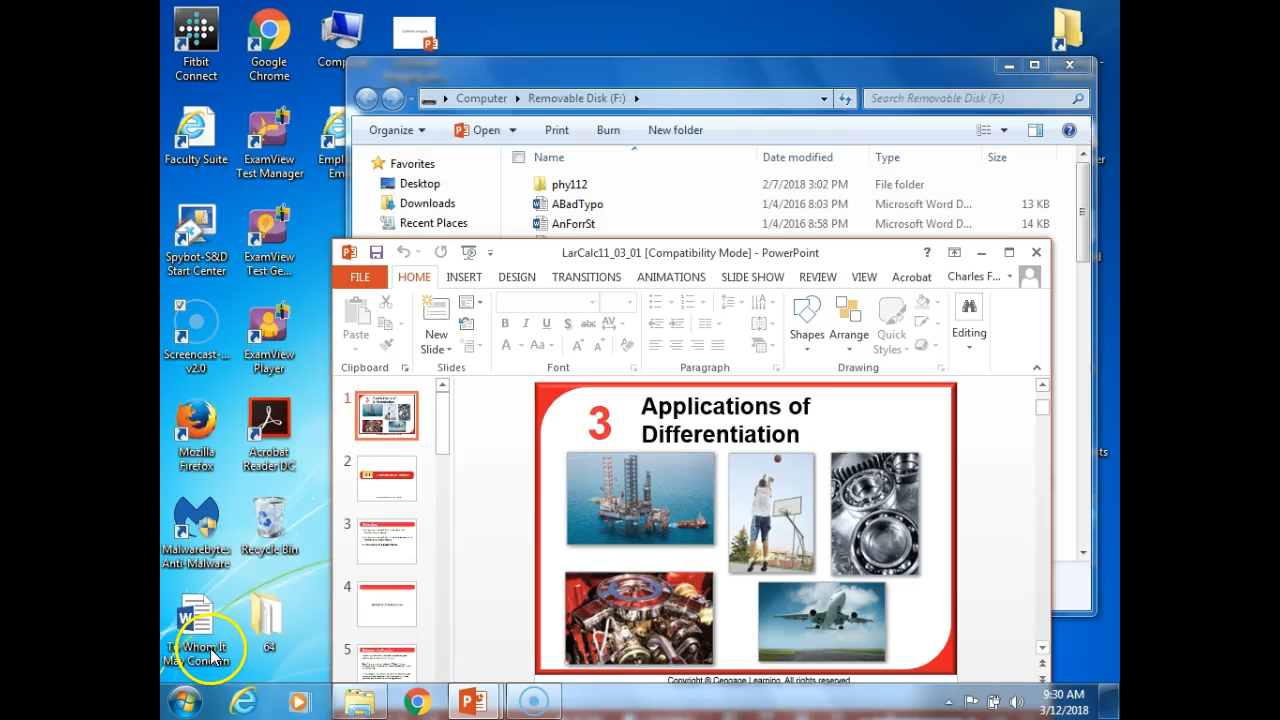 Fitbit
Connect
Google
Chrome
Faculty Suite
ExamView
Test Manager
Spybot-S&D
Start Center
ExamView
Test Ge...
Screencast-...
v2.0
ExamView
Player
Mozilla
Firefox
Acrobat
Reader DC
Malwarebytes
Anti-Malware
Recycle Bin
To Whom It
May Concern
64
Computer
Removable Disk (F:)
Search Removable Disk (F:)
Organize
Open
Print
Burn
New folder
Favorites
Desktop
Downloads
Recent Places
Name
Date modified
Type
Size
phy112
2/7/2018 3:02 PM
File folder
ABadTypo
1/4/2016 8:03 PM
Microsoft Word D...
13 KB
AnForrSt
1/4/2016 8:58 PM
Microsoft Word D...
14 KB
LarCalc11_03_01 [Compatibility Mode] - PowerPoint
FILE
HOME
INSERT
DESIGN
TRANSITIONS
ANIMATIONS
SLIDE SHOW
REVIEW
VIEW
Acrobat
Charles F...
Paste
New
Slide
B I U S abc AV
A Aa A A
Shapes
Arrange
Quick
Styles
Editing
Clipboard
Slides
Font
Paragraph
Drawing
1
2
3
4
5
3
Applications of
Differentiation
Copyright © Cengage Learning. All rights reserved.
9:30 AM
3/12/2018